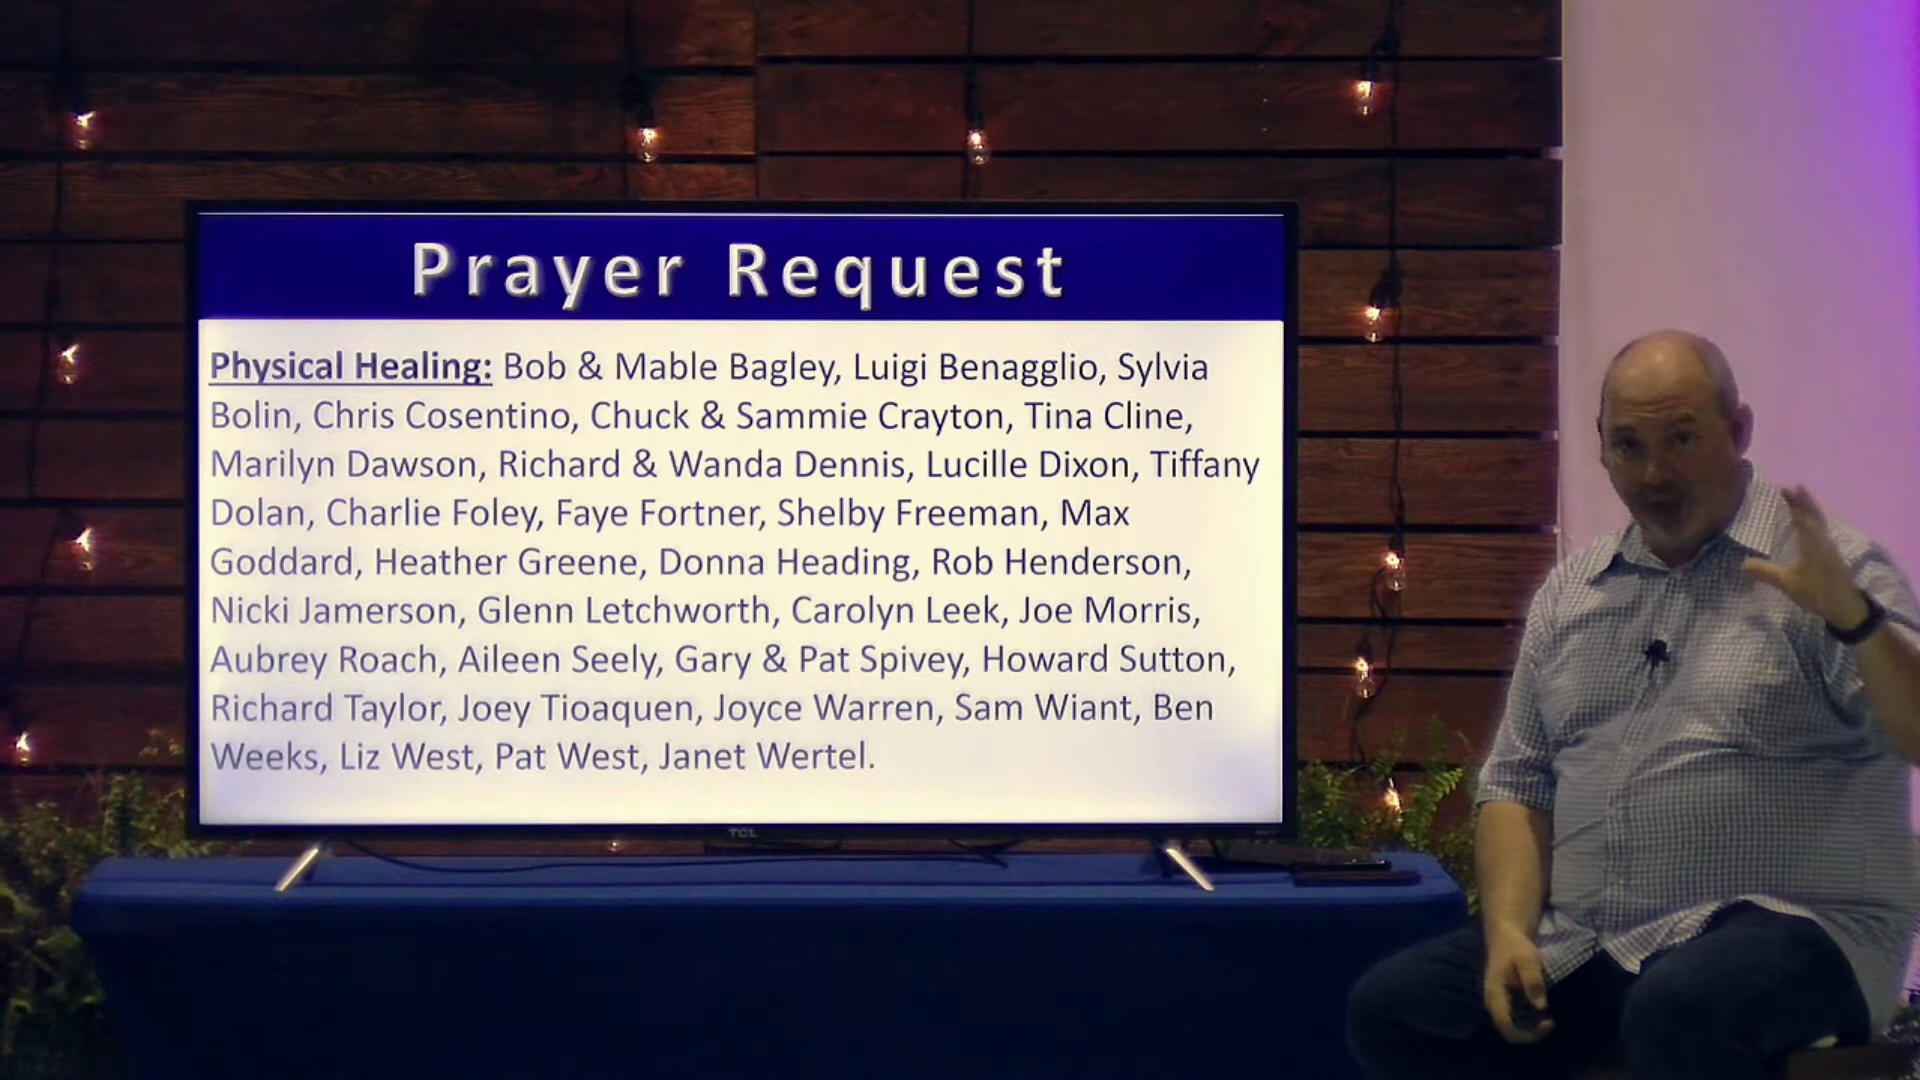 Prayer Request
Physical Healing: Bob & Mable Bagley, Luigi Benagglio, Sylvia
Bolin, Chris Cosentino, Chuck & Sammie Crayton, Tina Cline,
Marilyn Dawson, Richard & Wanda Dennis, Lucille Dixon, Tiffany
Dolan, Charlie Foley, Faye Fortner, Shelby Freeman, Max
Goddard, Heather Greene, Donna Heading, Rob Henderson,
Nicki Jamerson, Glenn Letchworth, Carolyn Leek, Joe Morris,
Aubrey Roach, Aileen Seely, Gary & Pat Spivey, Howard Sutton,
Richard Taylor, Joey Tioaquen, Joyce Warren, Sam Wiant, Ben
Weeks, Liz West, Pat West, Janet Wertel.
TCL